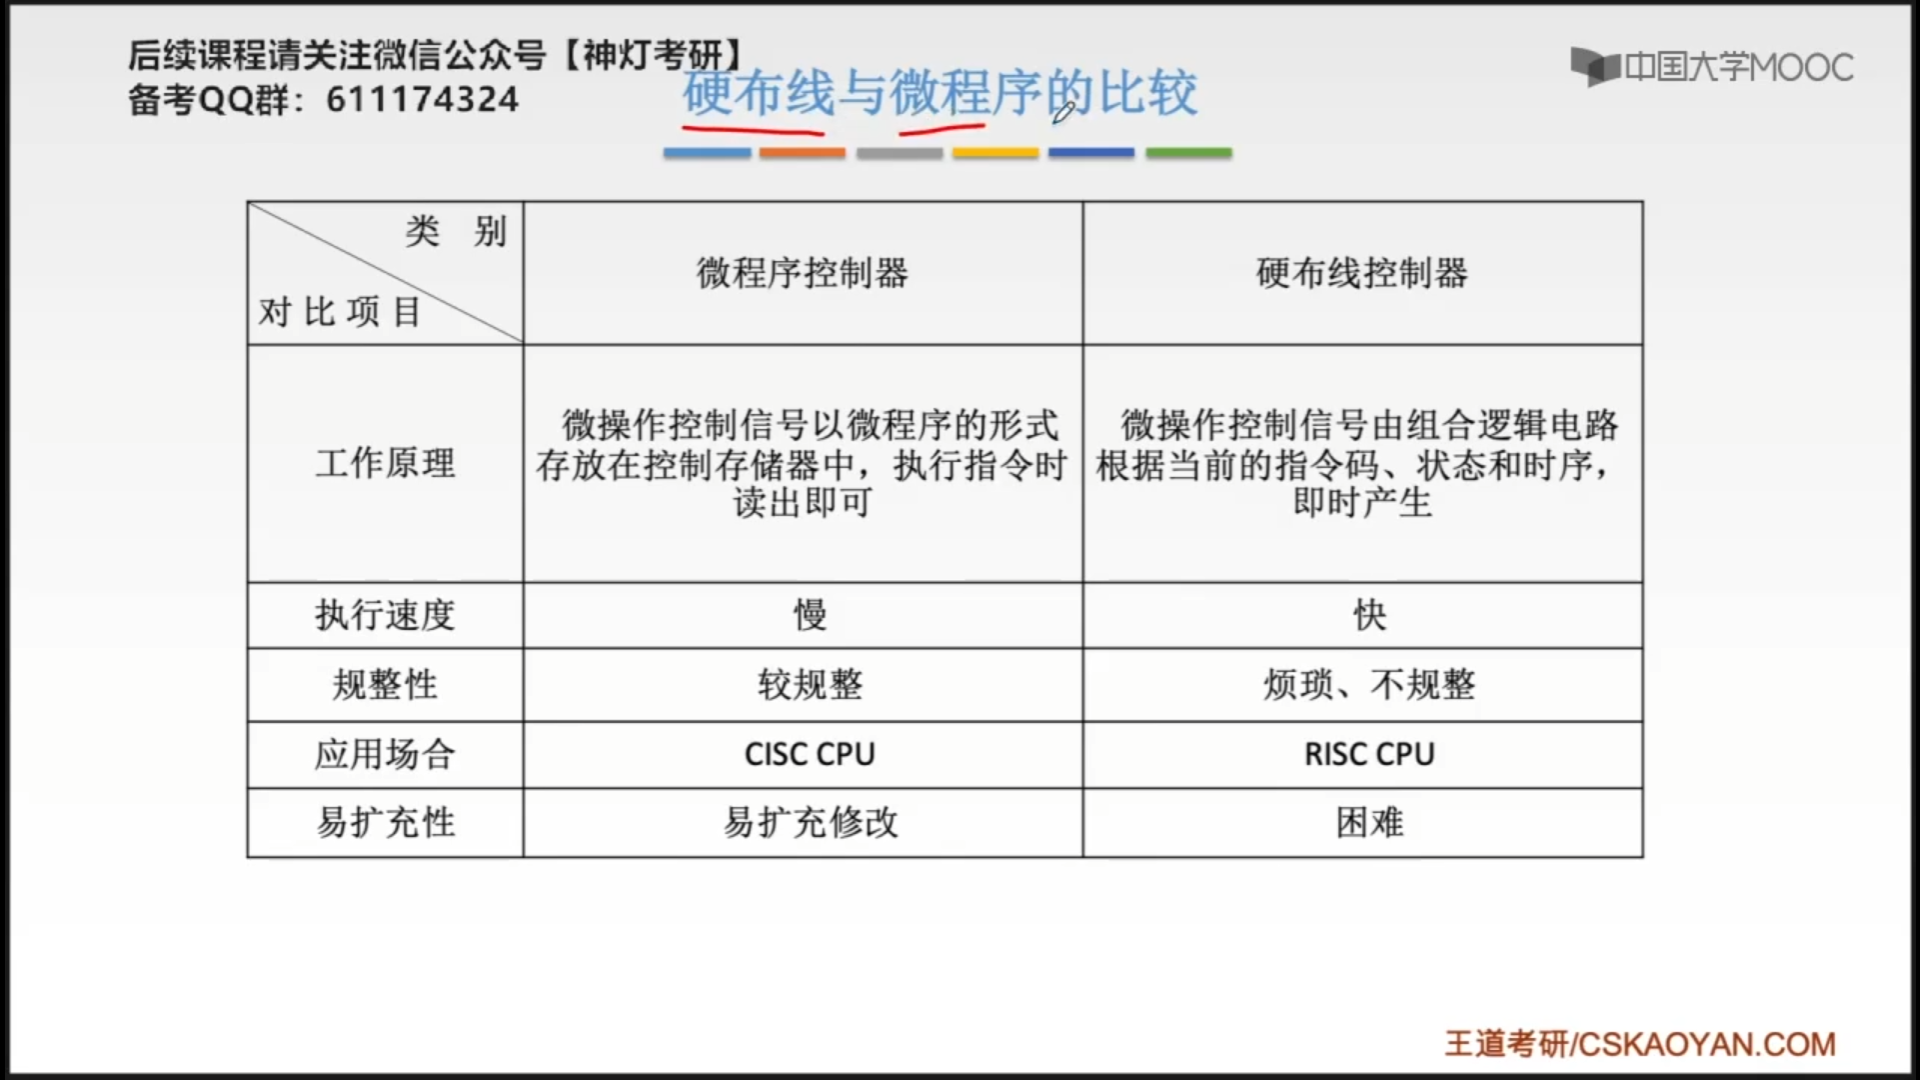 后续课程请关注微信公众号【神灯考研】
备考QQ群：611174324
中国大学MOOC
硬布线与微程序的比较
类 别
对比项目
微程序控制器
硬布线控制器
工作原理
微操作控制信号以微程序的形式
存放在控制存储器中，执行指令时
读出即可
微操作控制信号由组合逻辑电路
根据当前的指令码、状态和时序，
即时产生
执行速度
慢
快
规整性
较规整
烦琐、不规整
应用场合
CISC CPU
RISC CPU
易扩充性
易扩充修改
困难
王道考研/CSKAOYAN.COM